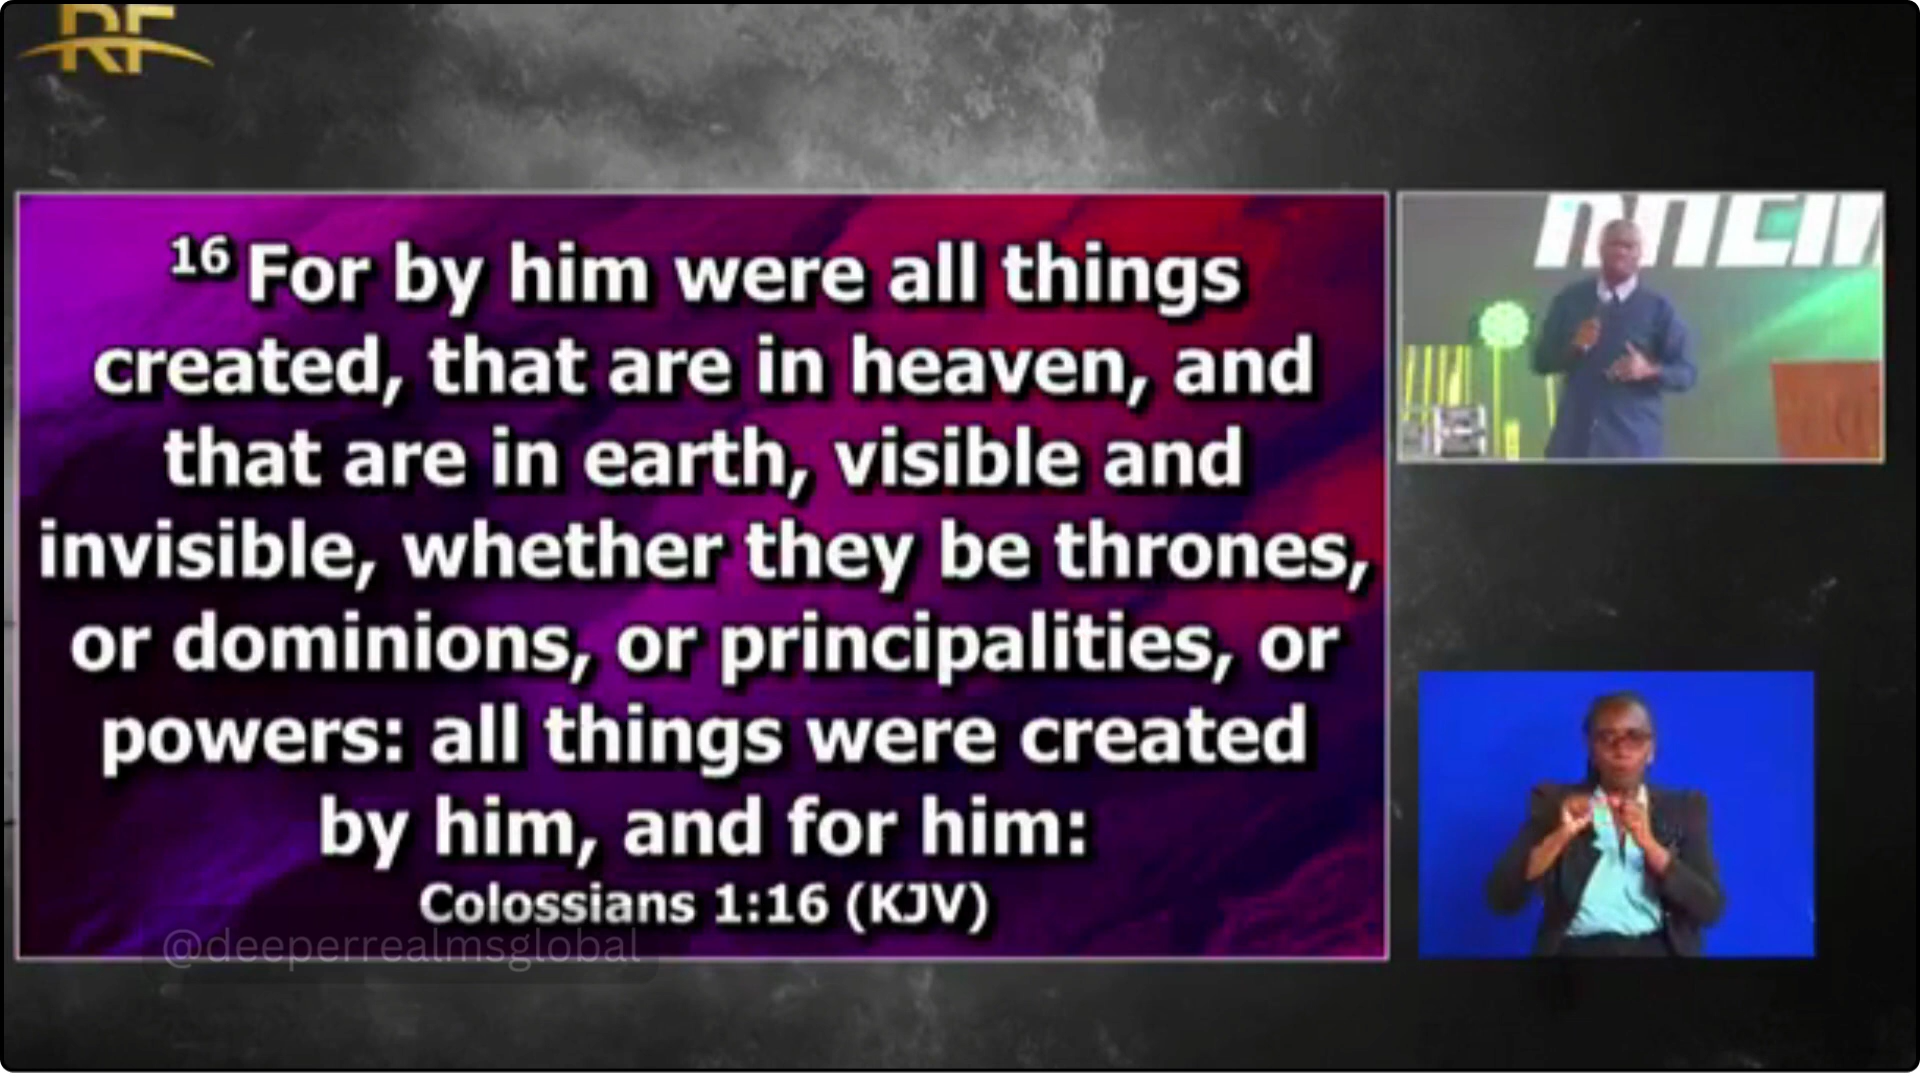 RF
16 For by him were all things
created, that are in heaven, and
that are in earth, visible and
invisible, whether they be thrones,
or dominions, or principalities, or
powers: all things were created
by him, and for him:
Colossians 1:16 (KJV)
@deeperrealmsglobal